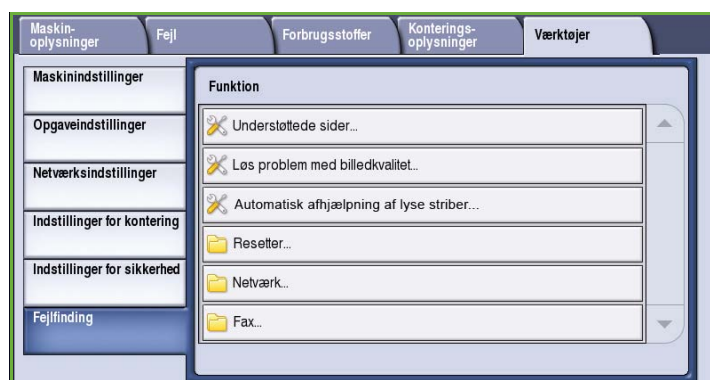 Maskin-
oplysninger
Fejl
Forbrugsstoffer
Konterings-
oplysninger
Værktøjer
Maskinindstillinger
Opgaveindstillinger
Netværksindstillinger
Indstillinger for kontering
Indstillinger for sikkerhed
Fejlfinding
Funktion
Understøttede sider...
Løs problem med billedkvalitet...
Automatisk afhjælpning af lyse striber...
Resetter...
Netværk...
Fax...